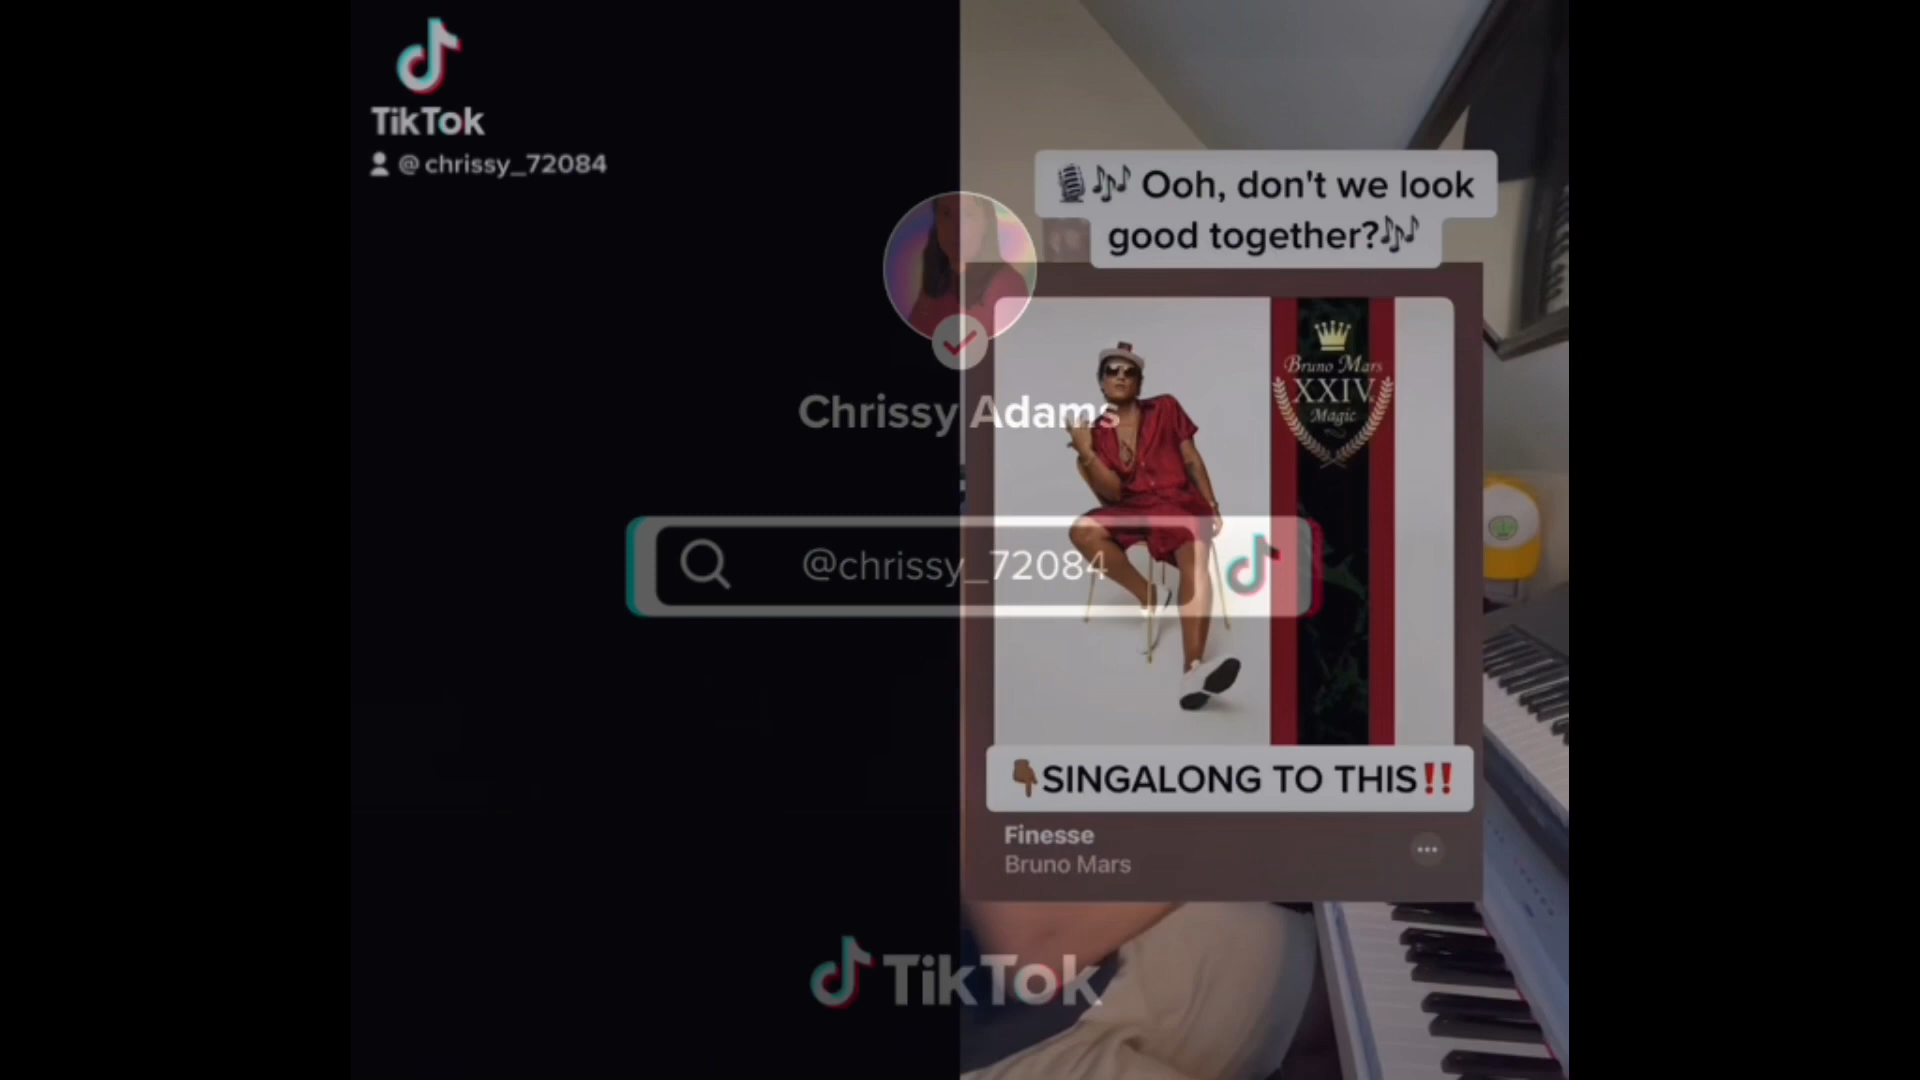 TikTok
@chrissy_72084
🎙️🎶 Ooh, don't we look
good together?🎶
Bruno Mars
XXIV
Magic
Chrissy Adams
@chrissy_72084
👇🏾SINGALONG TO THIS‼️
Finesse
Bruno Mars
TikTok